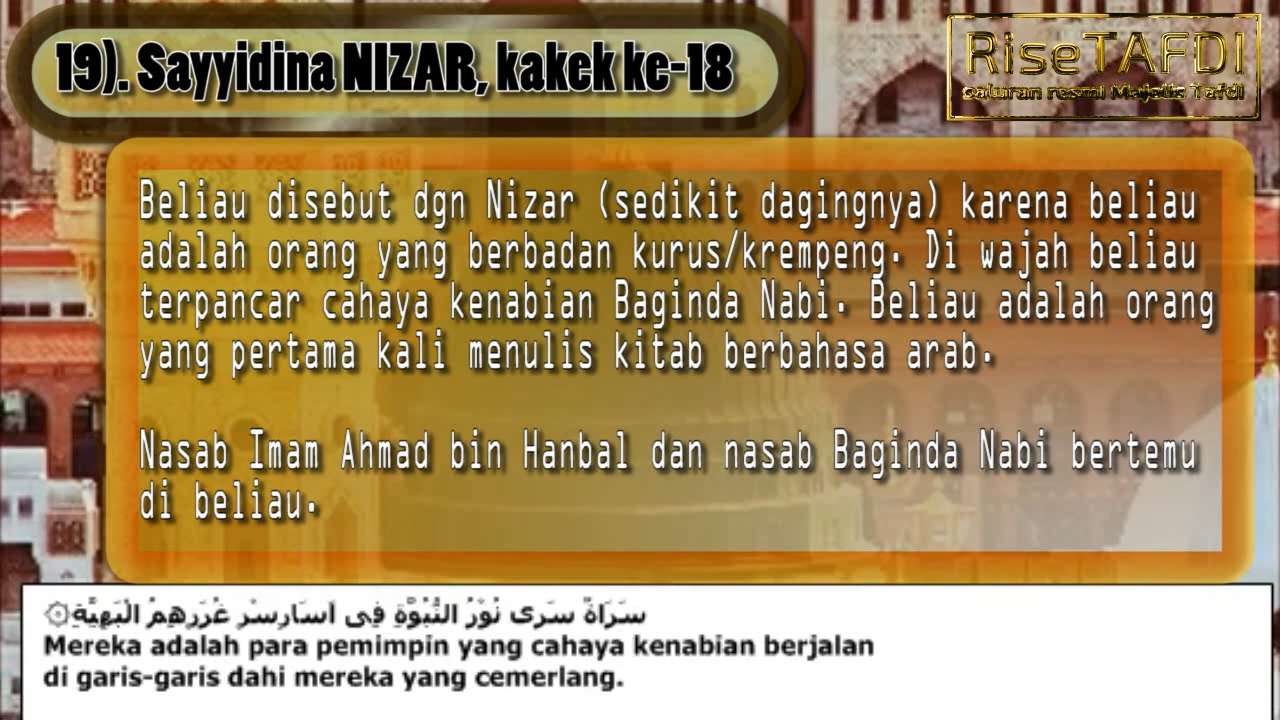 19). Sayyidina NIZAR, kakek ke-18
RiseTAFDI
saluran resmi Majelis Tafdi
Beliau disebut dgn Nizar (sedikit dagingnya) karena beliau
adalah orang yang berbadan kurus/krempeng. Di wajah beliau
terpancar cahaya kenabian Baginda Nabi. Beliau adalah orang
yang pertama kali menulis kitab berbahasa arab.
Nasab Imam Ahmad bin Hanbal dan nasab Baginda Nabi bertemu
di beliau.
سَرَاةٌ سَرَى نُوْرُ النُّبُوَّةِ فِى اَسَارِسْرِ غُرَرِهِمُ الْبَهِيَّةِ۞
Mereka adalah para pemimpin yang cahaya kenabian berjalan
di garis-garis dahi mereka yang cemerlang.